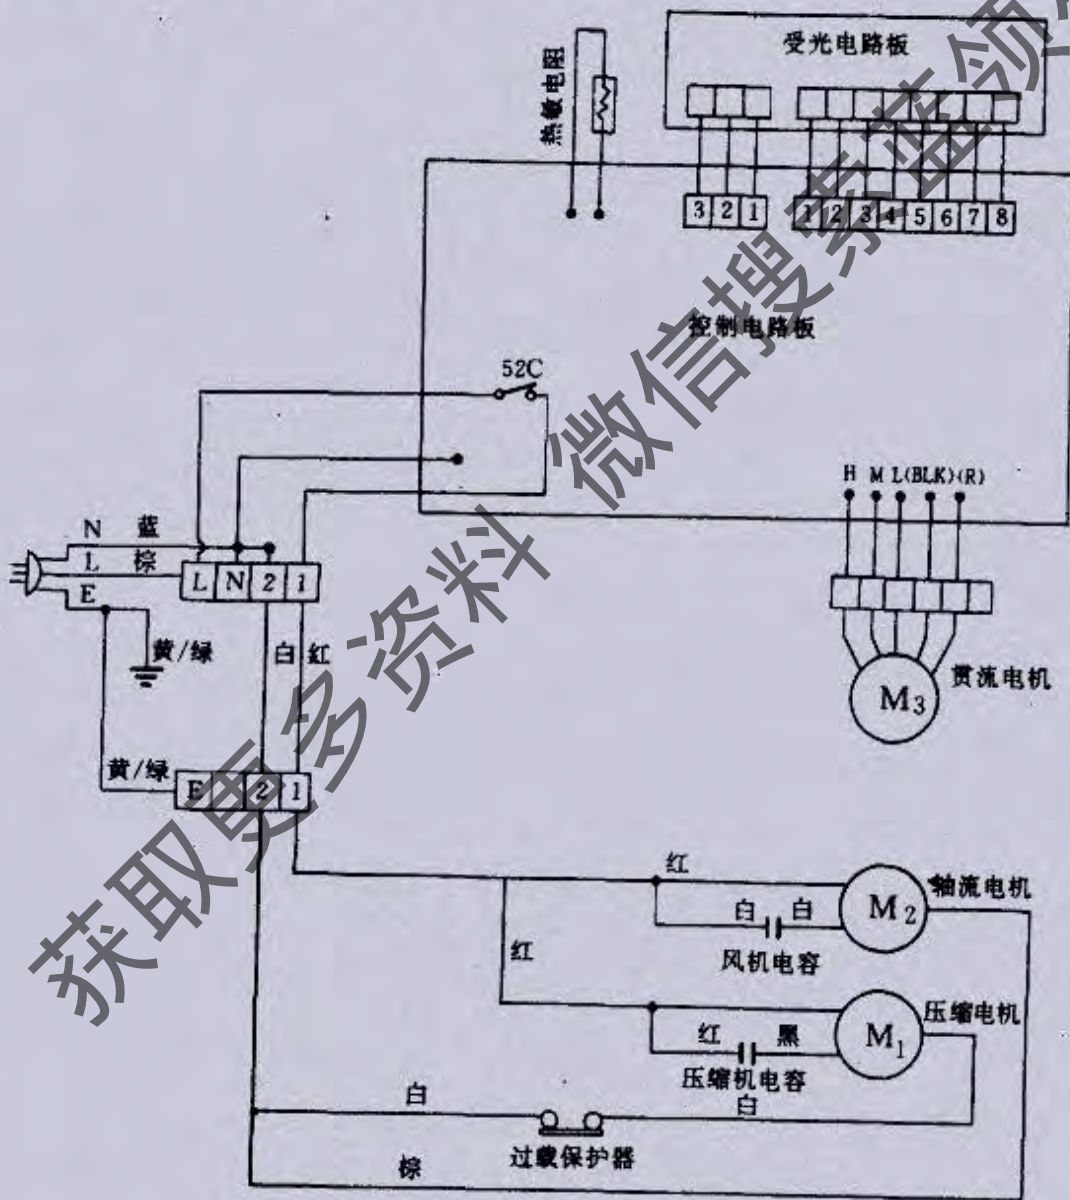 受光电路板
热敏电阻
3 2 1
1 2 3 4 5 6 7 8
控制电路板
52C
H M L(BLK)(R)
N 蓝
L 棕
E
L N 2 1
黄/绿
白 红
M3
贯流电机
黄/绿
E 2 1
红
M2
轴流电机
白 白
风机电容
红
M1
压缩电机
红 黑
压缩机电容
白
白
过载保护器
棕
获取更多资料 微信搜索蓝领